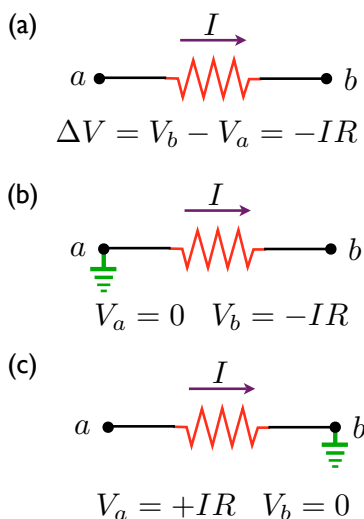 (a)
I
a b
ΔV = V_b − V_a = −IR
(b)
I
a b
V_a = 0 V_b = −IR
(c)
I
a b
V_a = +IR V_b = 0